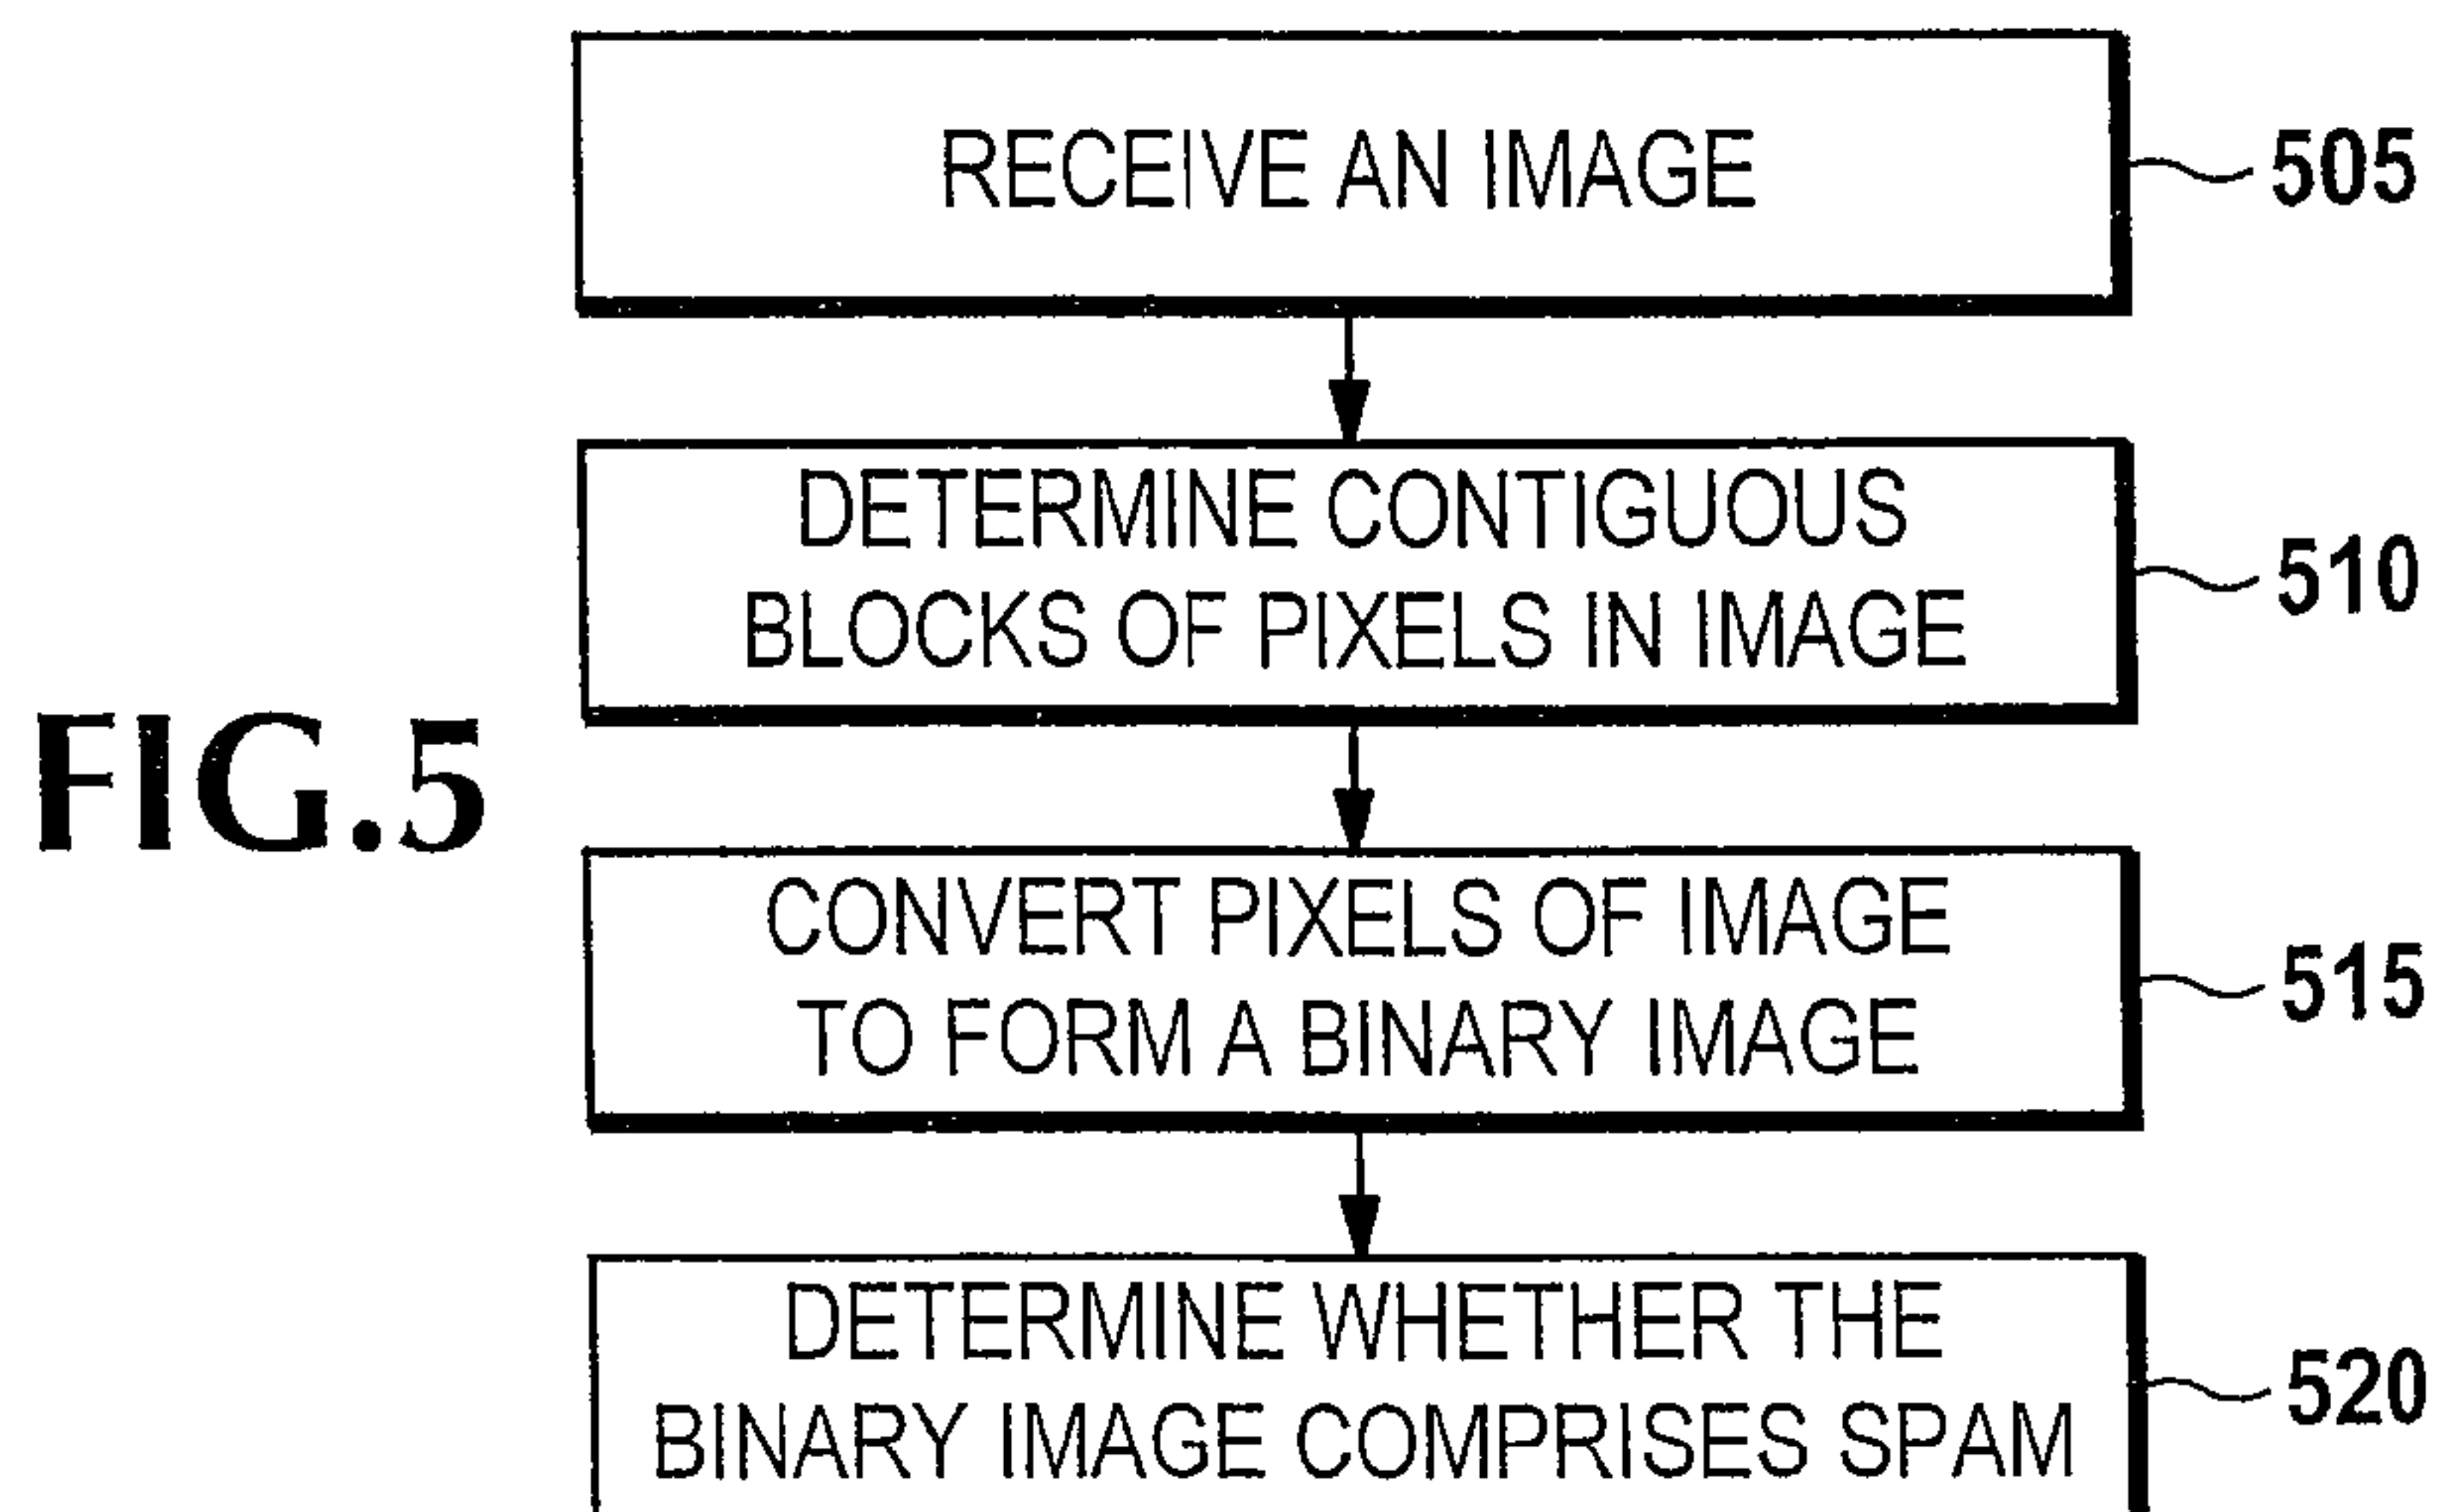 RECEIVE AN IMAGE
505
DETERMINE CONTIGUOUS
BLOCKS OF PIXELS IN IMAGE
510
FIG.5
CONVERT PIXELS OF IMAGE
TO FORM A BINARY IMAGE
515
DETERMINE WHETHER THE
BINARY IMAGE COMPRISES SPAM
520